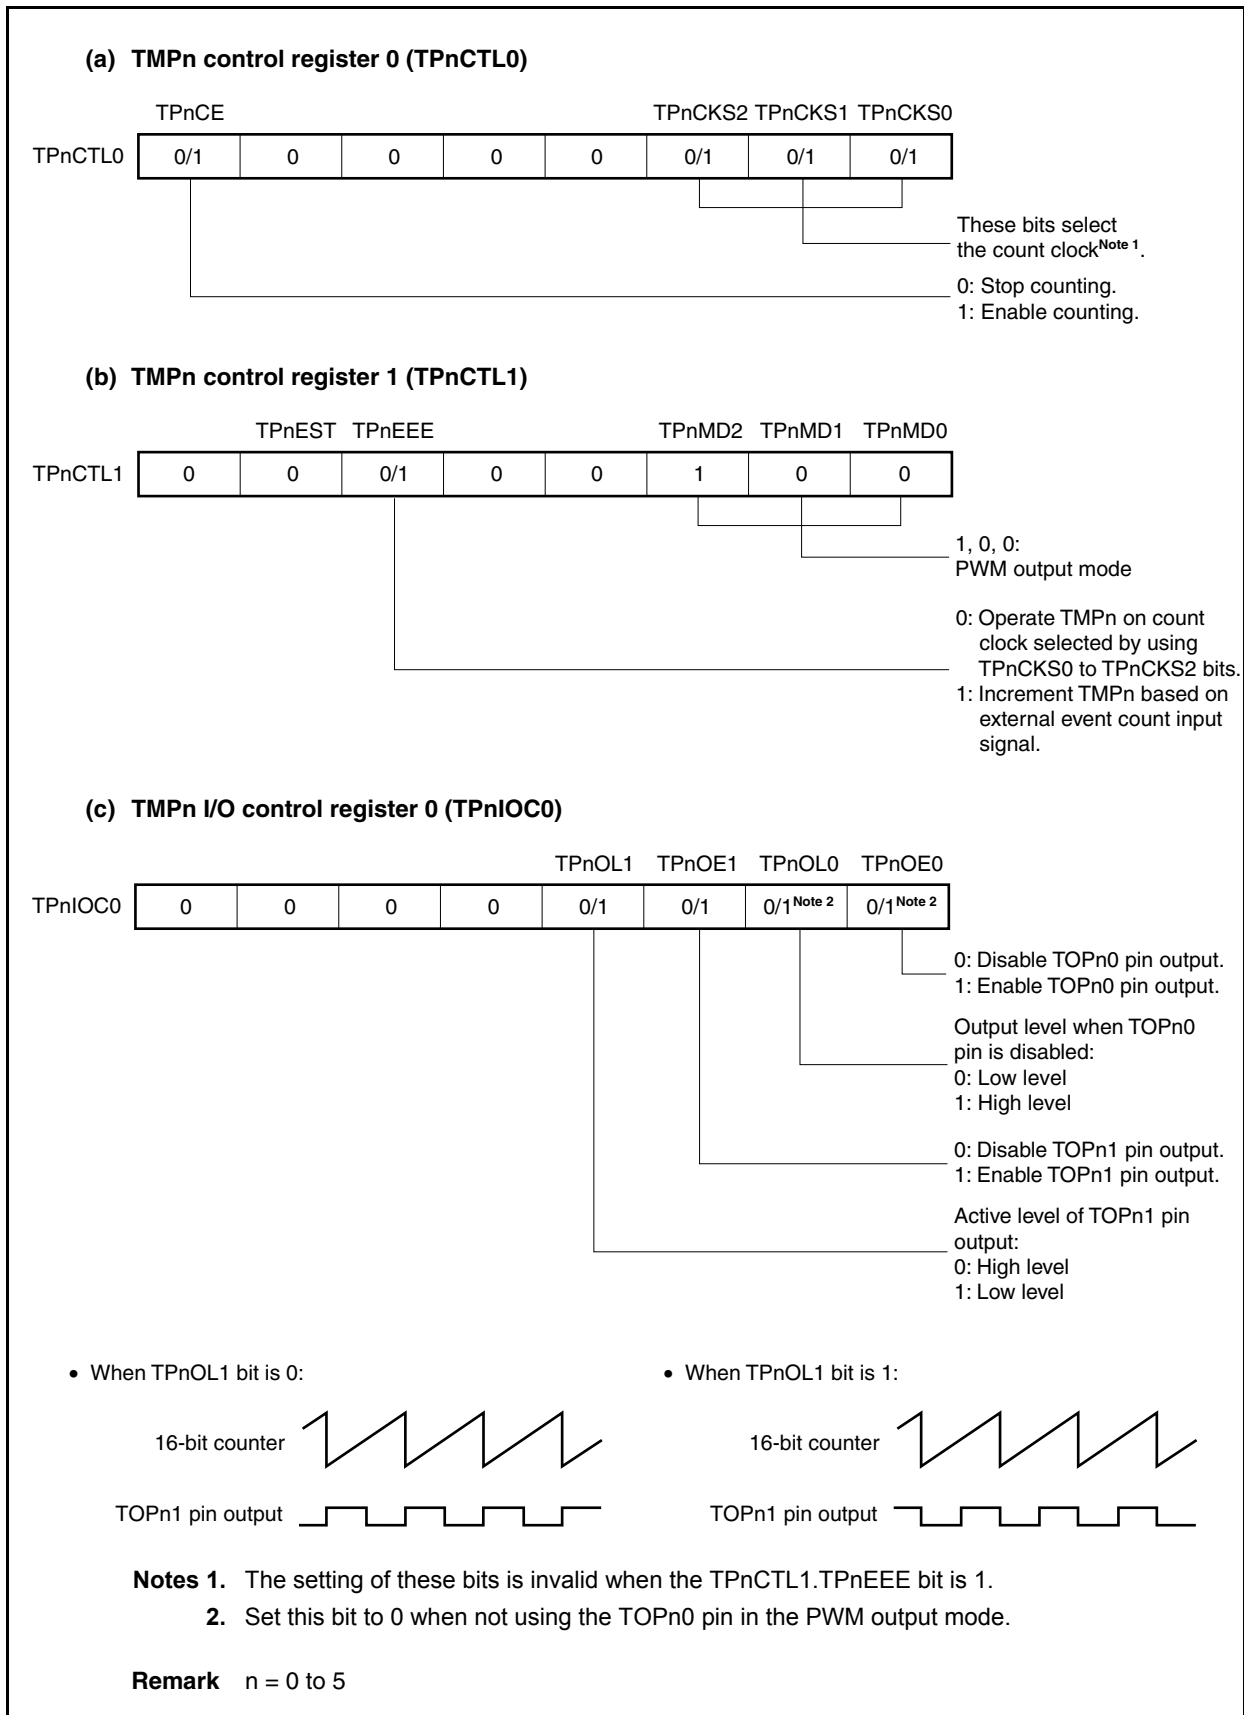 (a) TMPn control register 0 (TPnCTL0)
TPnCE TPnCKS2 TPnCKS1 TPnCKS0
TPnCTL0 0/1 0 0 0 0 0/1 0/1 0/1
These bits select
the count clock Note 1.
0: Stop counting.
1: Enable counting.
(b) TMPn control register 1 (TPnCTL1)
TPnEST TPnEEE TPnMD2 TPnMD1 TPnMD0
TPnCTL1 0 0 0/1 0 0 1 0 0
1, 0, 0:
PWM output mode
0: Operate TMPn on count
clock selected by using
TPnCKS0 to TPnCKS2 bits.
1: Increment TMPn based on
external event count input
signal.
(c) TMPn I/O control register 0 (TPnIOC0)
TPnOL1 TPnOE1 TPnOL0 TPnOE0
TPnIOC0 0 0 0 0 0/1 0/1 0/1 Note 2 0/1 Note 2
0: Disable TOPn0 pin output.
1: Enable TOPn0 pin output.
Output level when TOPn0
pin is disabled:
0: Low level
1: High level
0: Disable TOPn1 pin output.
1: Enable TOPn1 pin output.
Active level of TOPn1 pin
output:
0: High level
1: Low level
• When TPnOL1 bit is 0:
16-bit counter
TOPn1 pin output
• When TPnOL1 bit is 1:
16-bit counter
TOPn1 pin output
Notes 1. The setting of these bits is invalid when the TPnCTL1.TPnEEE bit is 1.
2. Set this bit to 0 when not using the TOPn0 pin in the PWM output mode.
Remark n = 0 to 5